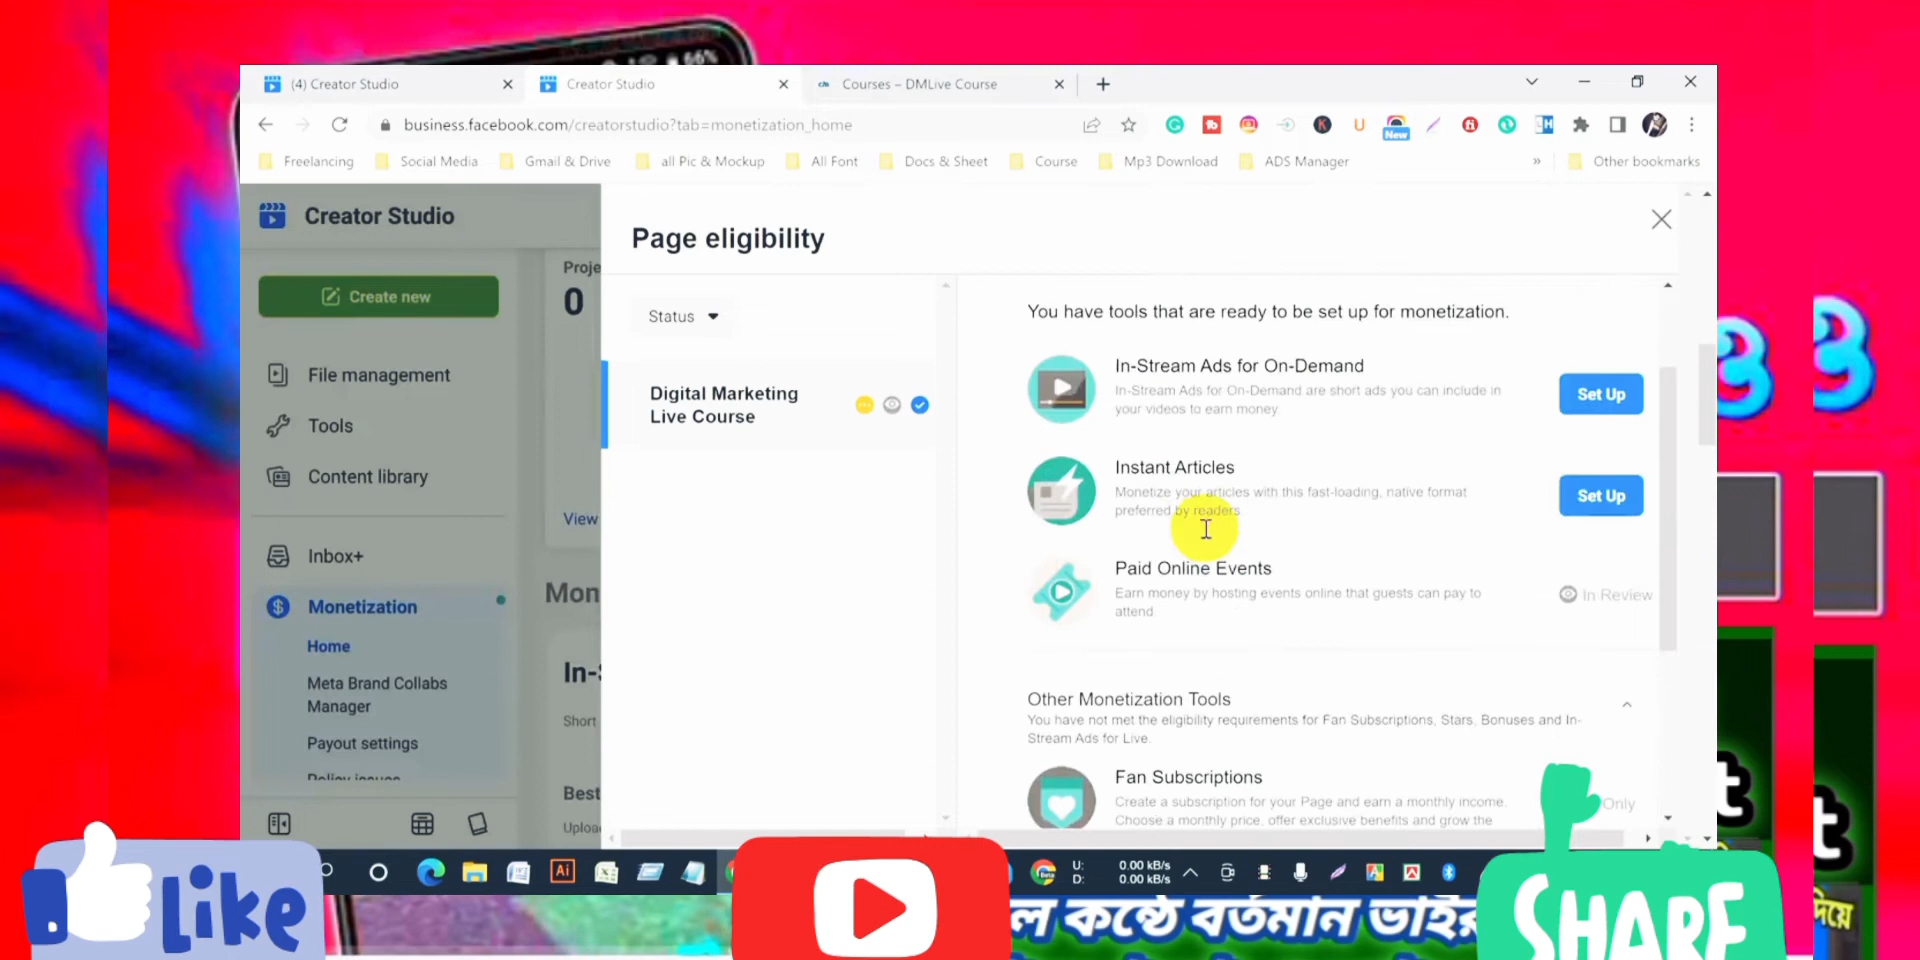 66%
(4) Creator Studio
Creator Studio
Courses – DMLive Course
business.facebook.com/creatorstudio?tab=monetization_home
New
Freelancing
Social Media
Gmail & Drive
all Pic & Mockup
All Font
Docs & Sheet
Course
Mp3 Download
ADS Manager
»
Other bookmarks
Creator Studio
Create new
File management
Tools
Content library
Inbox+
Monetization
Home
Meta Brand Collabs
Manager
Payout settings
Policy issues
Proje
0
View
Mon
Short
Best
Uploa
Page eligibility
Status
Digital Marketing
Live Course
You have tools that are ready to be set up for monetization.
In-Stream Ads for On-Demand
In-Stream Ads for On-Demand are short ads you can include in
your videos to earn money.
Set Up
Instant Articles
Monetize your articles with this fast-loading, native format
preferred by readers.
Set Up
Paid Online Events
Earn money by hosting events online that guests can pay to
attend.
In Review
Other Monetization Tools
You have not met the eligibility requirements for Fan Subscriptions, Stars, Bonuses and In-
Stream Ads for Live.
Fan Subscriptions
Create a subscription for your Page and earn a monthly income.
Choose a monthly price, offer exclusive benefits and grow the
Only
U: 0.00 kB/s
D: 0.00 kB/s
Ai
Like
SHARE
ল কণ্ঠে বর্তমান ভাইর
দিয়ে